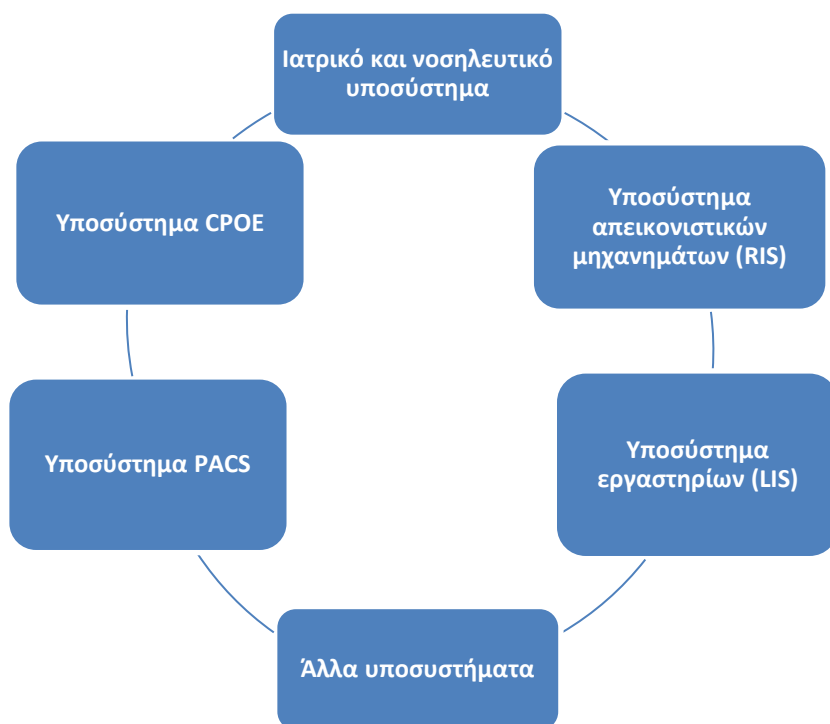 Ιατρικό και νοσηλευτικό
υποσύστημα
Υποσύστημα CPOE
Υποσύστημα
απεικονιστικών
μηχανημάτων (RIS)
Υποσύστημα PACS
Υποσύστημα
εργαστηρίων (LIS)
Άλλα υποσυστήματα